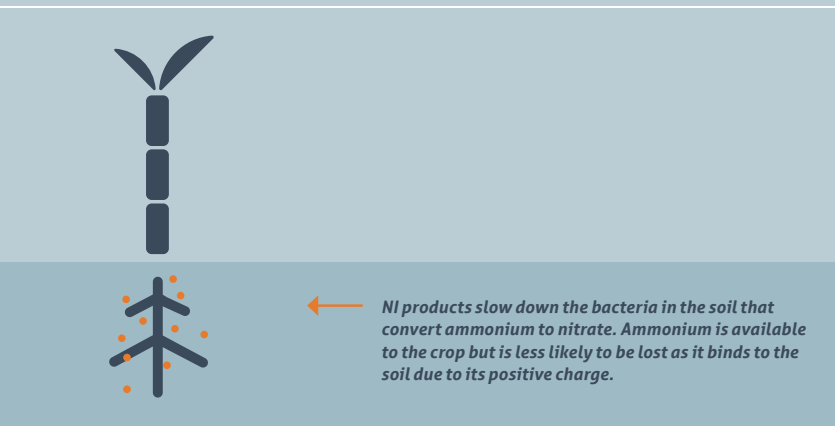 NI products slow down the bacteria in the soil that
convert ammonium to nitrate. Ammonium is available
to the crop but is less likely to be lost as it binds to the
soil due to its positive charge.